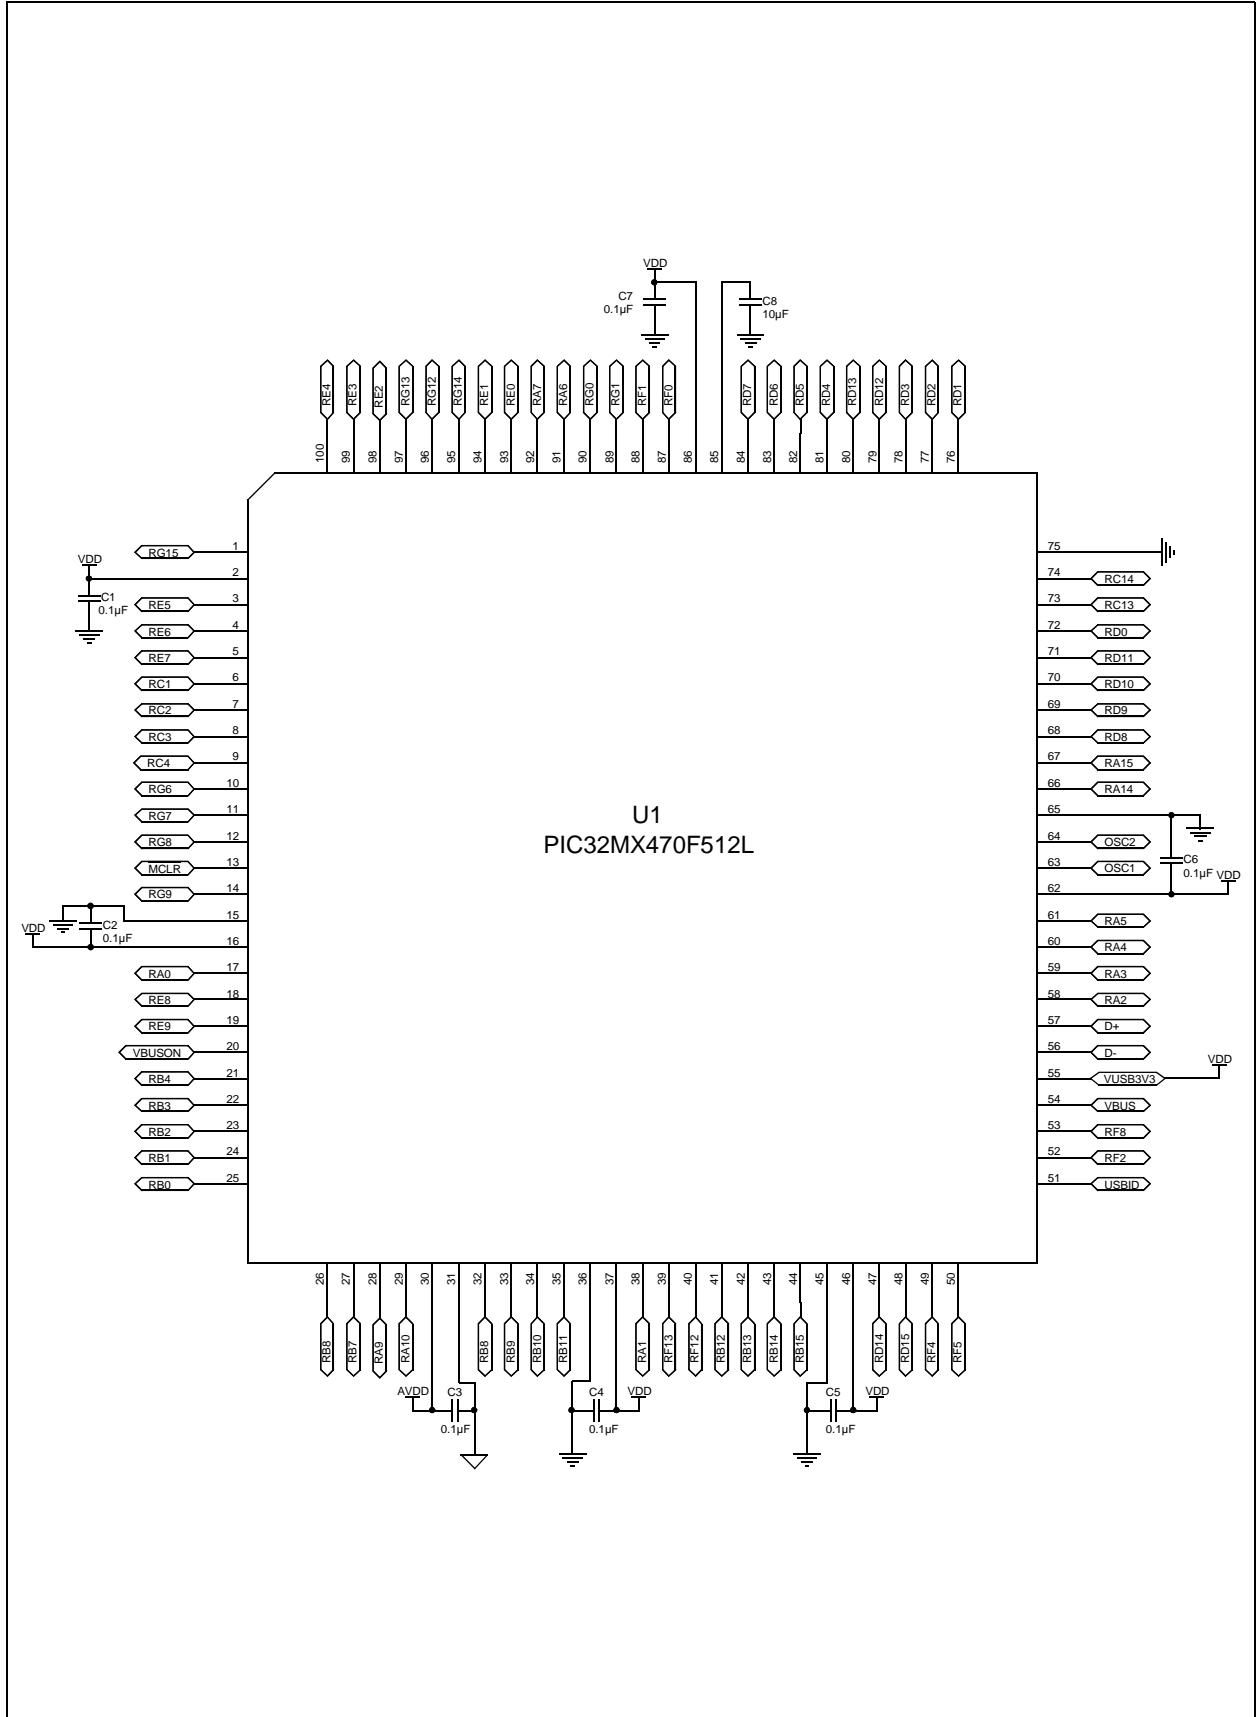 VDD
C7
0.1µF
C8
10µF
RE4
RE3
RE2
RG13
RG12
RG14
RE1
RE0
RA7
RA6
RG0
RG1
RF1
RF0
RD7
RD6
RD5
RD4
RD13
RD12
RD3
RD2
RD1
100
99
98
97
96
95
94
93
92
91
90
89
88
87
86
85
84
83
82
81
80
79
78
77
76
RG15 1
VDD
2
C1
0.1µF
RE5 3
RE6 4
RE7 5
RC1 6
RC2 7
RC3 8
RC4 9
RG6 10
RG7 11
RG8 12
MCLR 13
RG9 14
15
VDD
C2
0.1µF
16
RA0 17
RE8 18
RE9 19
VBUSON 20
RB4 21
RB3 22
RB2 23
RB1 24
RB0 25
U1
PIC32MX470F512L
75
74 RC14
73 RC13
72 RD0
71 RD11
70 RD10
69 RD9
68 RD8
67 RA15
66 RA14
65
64 OSC2
63 OSC1
C6
0.1µF
VDD
62
61 RA5
60 RA4
59 RA3
58 RA2
57 D+
56 D-
VDD
55 VUSB3V3
54 VBUS
53 RF8
52 RF2
51 USBID
26
27
28
29
30
31
32
33
34
35
36
37
38
39
40
41
42
43
44
45
46
47
48
49
50
RB8
RB7
RA9
RA10
RB8
RB9
RB10
RB11
RA1
RF13
RF12
RB12
RB13
RB14
RB15
RD14
RD15
RF4
RF5
AVDD
C3
0.1µF
C4
0.1µF
VDD
C5
0.1µF
VDD